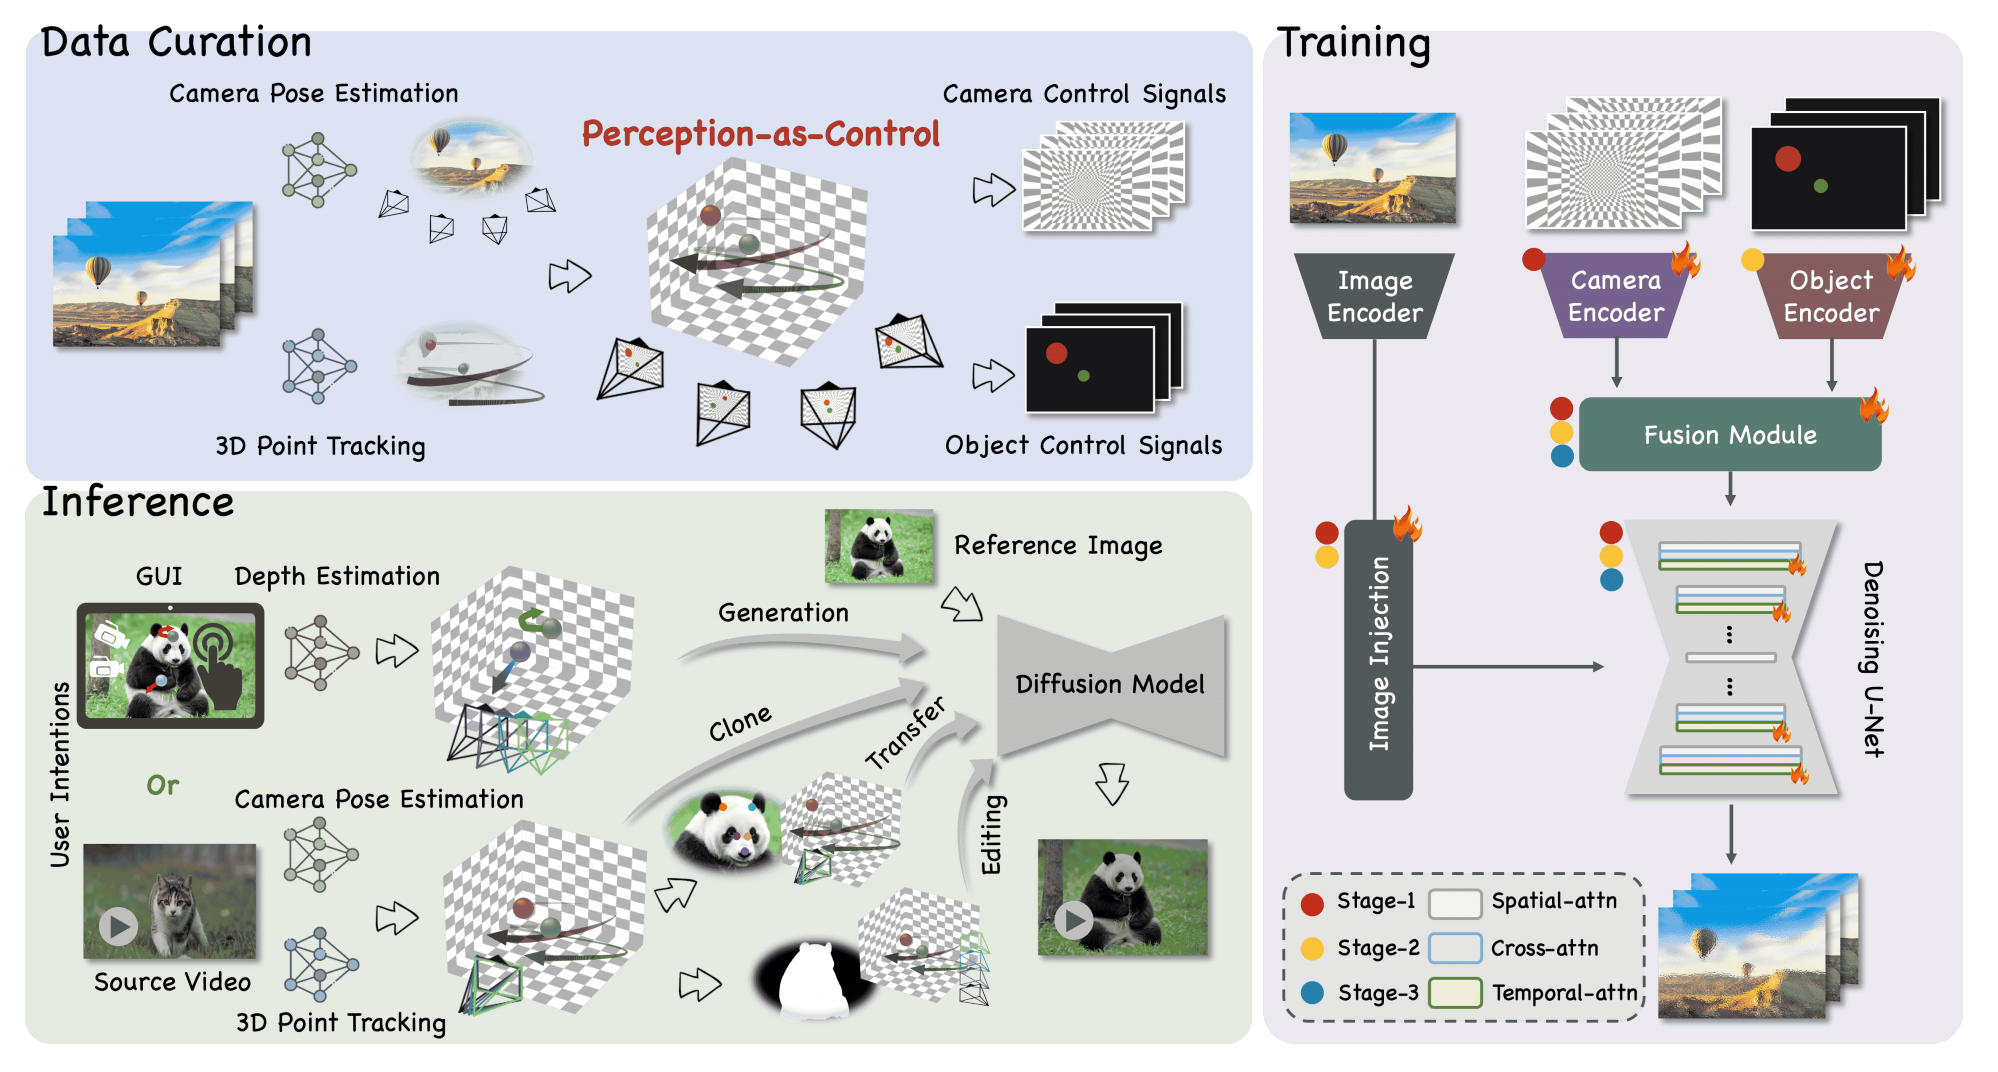 Data Curation
Camera Pose Estimation
Perception-as-Control
Camera Control Signals
3D Point Tracking
Object Control Signals
Inference
GUI
Depth Estimation
User Intentions
Or
Camera Pose Estimation
Source Video
3D Point Tracking
Reference Image
Generation
Clone
Transfer
Editing
Diffusion Model
Training
Image
Encoder
Camera
Encoder
Object
Encoder
Fusion Module
Image Injection
Denoising U-Net
Stage-1
Spatial-attn
Stage-2
Cross-attn
Stage-3
Temporal-attn